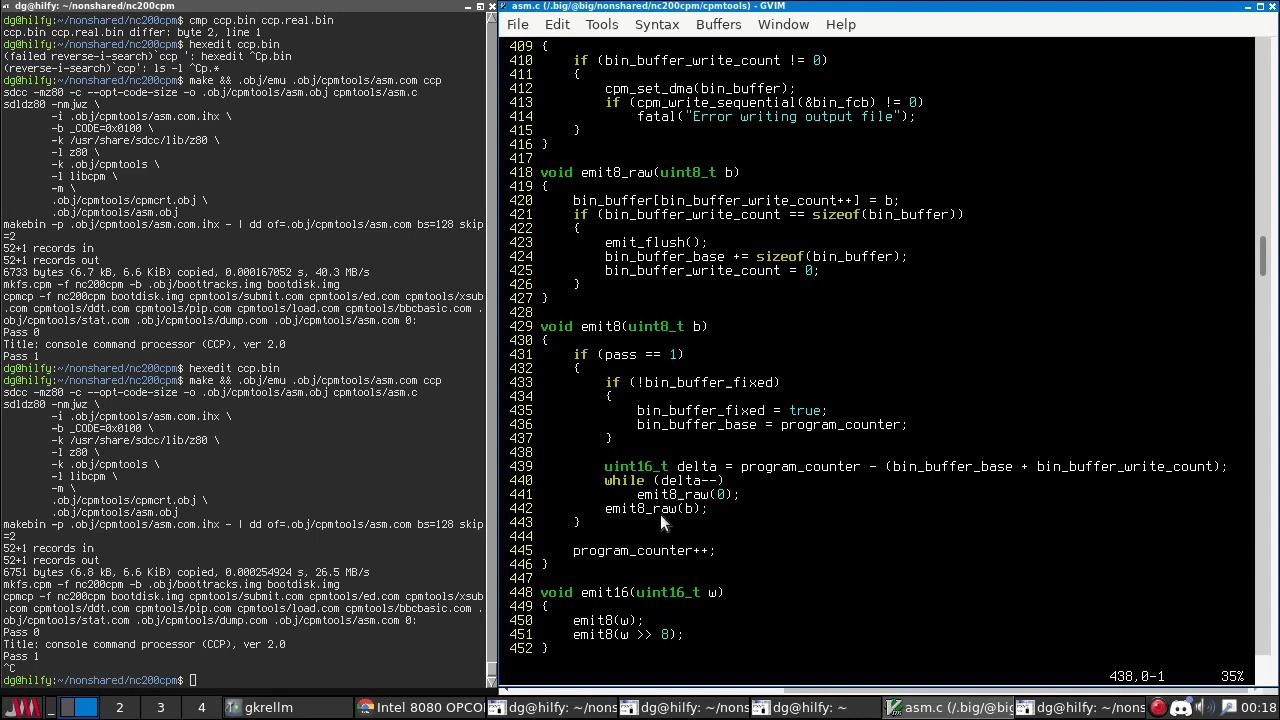 dg@hilfy: ~/nonshared/nc200cpm
dg@hilfy:~/nonshared/nc200cpm$ cmp ccp.bin ccp.real.bin
ccp.bin ccp.real.bin differ: byte 2, line 1
dg@hilfy:~/nonshared/nc200cpm$ hexedit ccp.bin
(failed reverse-i-search)`ccp ': hexedit ^Cp.bin
(reverse-i-search)`ccp': ls -l ^Cp.*
dg@hilfy:~/nonshared/nc200cpm$ make && .obj/emu .obj/cpmtools/asm.com ccp
sdcc -mz80 -c --opt-code-size -o .obj/cpmtools/asm.obj cpmtools/asm.c
sdldz80 -nmjwz \
-i .obj/cpmtools/asm.com.ihx \
-b _CODE=0x0100 \
-k /usr/share/sdcc/lib/z80 \
-l z80 \
-k .obj/cpmtools \
-l libcpm \
-m \
.obj/cpmtools/cpmcrt.obj \
.obj/cpmtools/asm.obj
makebin -p .obj/cpmtools/asm.com.ihx - | dd of=.obj/cpmtools/asm.com bs=128 skip
=2
52+1 records in
52+1 records out
6733 bytes (6.7 kB, 6.6 KiB) copied, 0.000167052 s, 40.3 MB/s
mkfs.cpm -f nc200cpm -b .obj/boottracks.img bootdisk.img
cpmcp -f nc200cpm bootdisk.img cpmtools/submit.com cpmtools/ed.com cpmtools/xsub
.com cpmtools/ddt.com cpmtools/pip.com cpmtools/load.com cpmtools/bbcbasic.com .
obj/cpmtools/stat.com .obj/cpmtools/dump.com .obj/cpmtools/asm.com 0:
Pass 0
Title: console command processor (CCP), ver 2.0
Pass 1
dg@hilfy:~/nonshared/nc200cpm$ hexedit ccp.bin
dg@hilfy:~/nonshared/nc200cpm$ make && .obj/emu .obj/cpmtools/asm.com ccp
sdcc -mz80 -c --opt-code-size -o .obj/cpmtools/asm.obj cpmtools/asm.c
sdldz80 -nmjwz \
-i .obj/cpmtools/asm.com.ihx \
-b _CODE=0x0100 \
-k /usr/share/sdcc/lib/z80 \
-l z80 \
-k .obj/cpmtools \
-l libcpm \
-m \
.obj/cpmtools/cpmcrt.obj \
.obj/cpmtools/asm.obj
makebin -p .obj/cpmtools/asm.com.ihx - | dd of=.obj/cpmtools/asm.com bs=128 skip
=2
52+1 records in
52+1 records out
6751 bytes (6.8 kB, 6.6 KiB) copied, 0.000254924 s, 26.5 MB/s
mkfs.cpm -f nc200cpm -b .obj/boottracks.img bootdisk.img
cpmcp -f nc200cpm bootdisk.img cpmtools/submit.com cpmtools/ed.com cpmtools/xsub
.com cpmtools/ddt.com cpmtools/pip.com cpmtools/load.com cpmtools/bbcbasic.com .
obj/cpmtools/stat.com .obj/cpmtools/dump.com .obj/cpmtools/asm.com 0:
Pass 0
Title: console command processor (CCP), ver 2.0
Pass 1
^C
dg@hilfy:~/nonshared/nc200cpm$
asm.c (/.big/@big/nonshared/nc200cpm/cpmtools) - GVIM
File Edit Tools Syntax Buffers Window Help
409 {
410 if (bin_buffer_write_count != 0)
411 {
412 cpm_set_dma(bin_buffer);
413 if (cpm_write_sequential(&bin_fcb) != 0)
414 fatal("Error writing output file");
415 }
416 }
417
418 void emit8_raw(uint8_t b)
419 {
420 bin_buffer[bin_buffer_write_count++] = b;
421 if (bin_buffer_write_count == sizeof(bin_buffer))
422 {
423 emit_flush();
424 bin_buffer_base += sizeof(bin_buffer);
425 bin_buffer_write_count = 0;
426 }
427 }
428
429 void emit8(uint8_t b)
430 {
431 if (pass == 1)
432 {
433 if (!bin_buffer_fixed)
434 {
435 bin_buffer_fixed = true;
436 bin_buffer_base = program_counter;
437 }
438
439 uint16_t delta = program_counter - (bin_buffer_base + bin_buffer_write_count);
440 while (delta--)
441 emit8_raw(0);
442 emit8_raw(b);
443 }
444
445 program_counter++;
446 }
447
448 void emit16(uint16_t w)
449 {
450 emit8(w);
451 emit8(w >> 8);
452 }
438,0-1 35%
2 3 4 gkrellm Intel 8080 OPCO dg@hilfy: ~/nons dg@hilfy: ~/nons dg@hilfy: ~ asm.c (/.big/@bi dg@hilfy: ~/nons 00:18